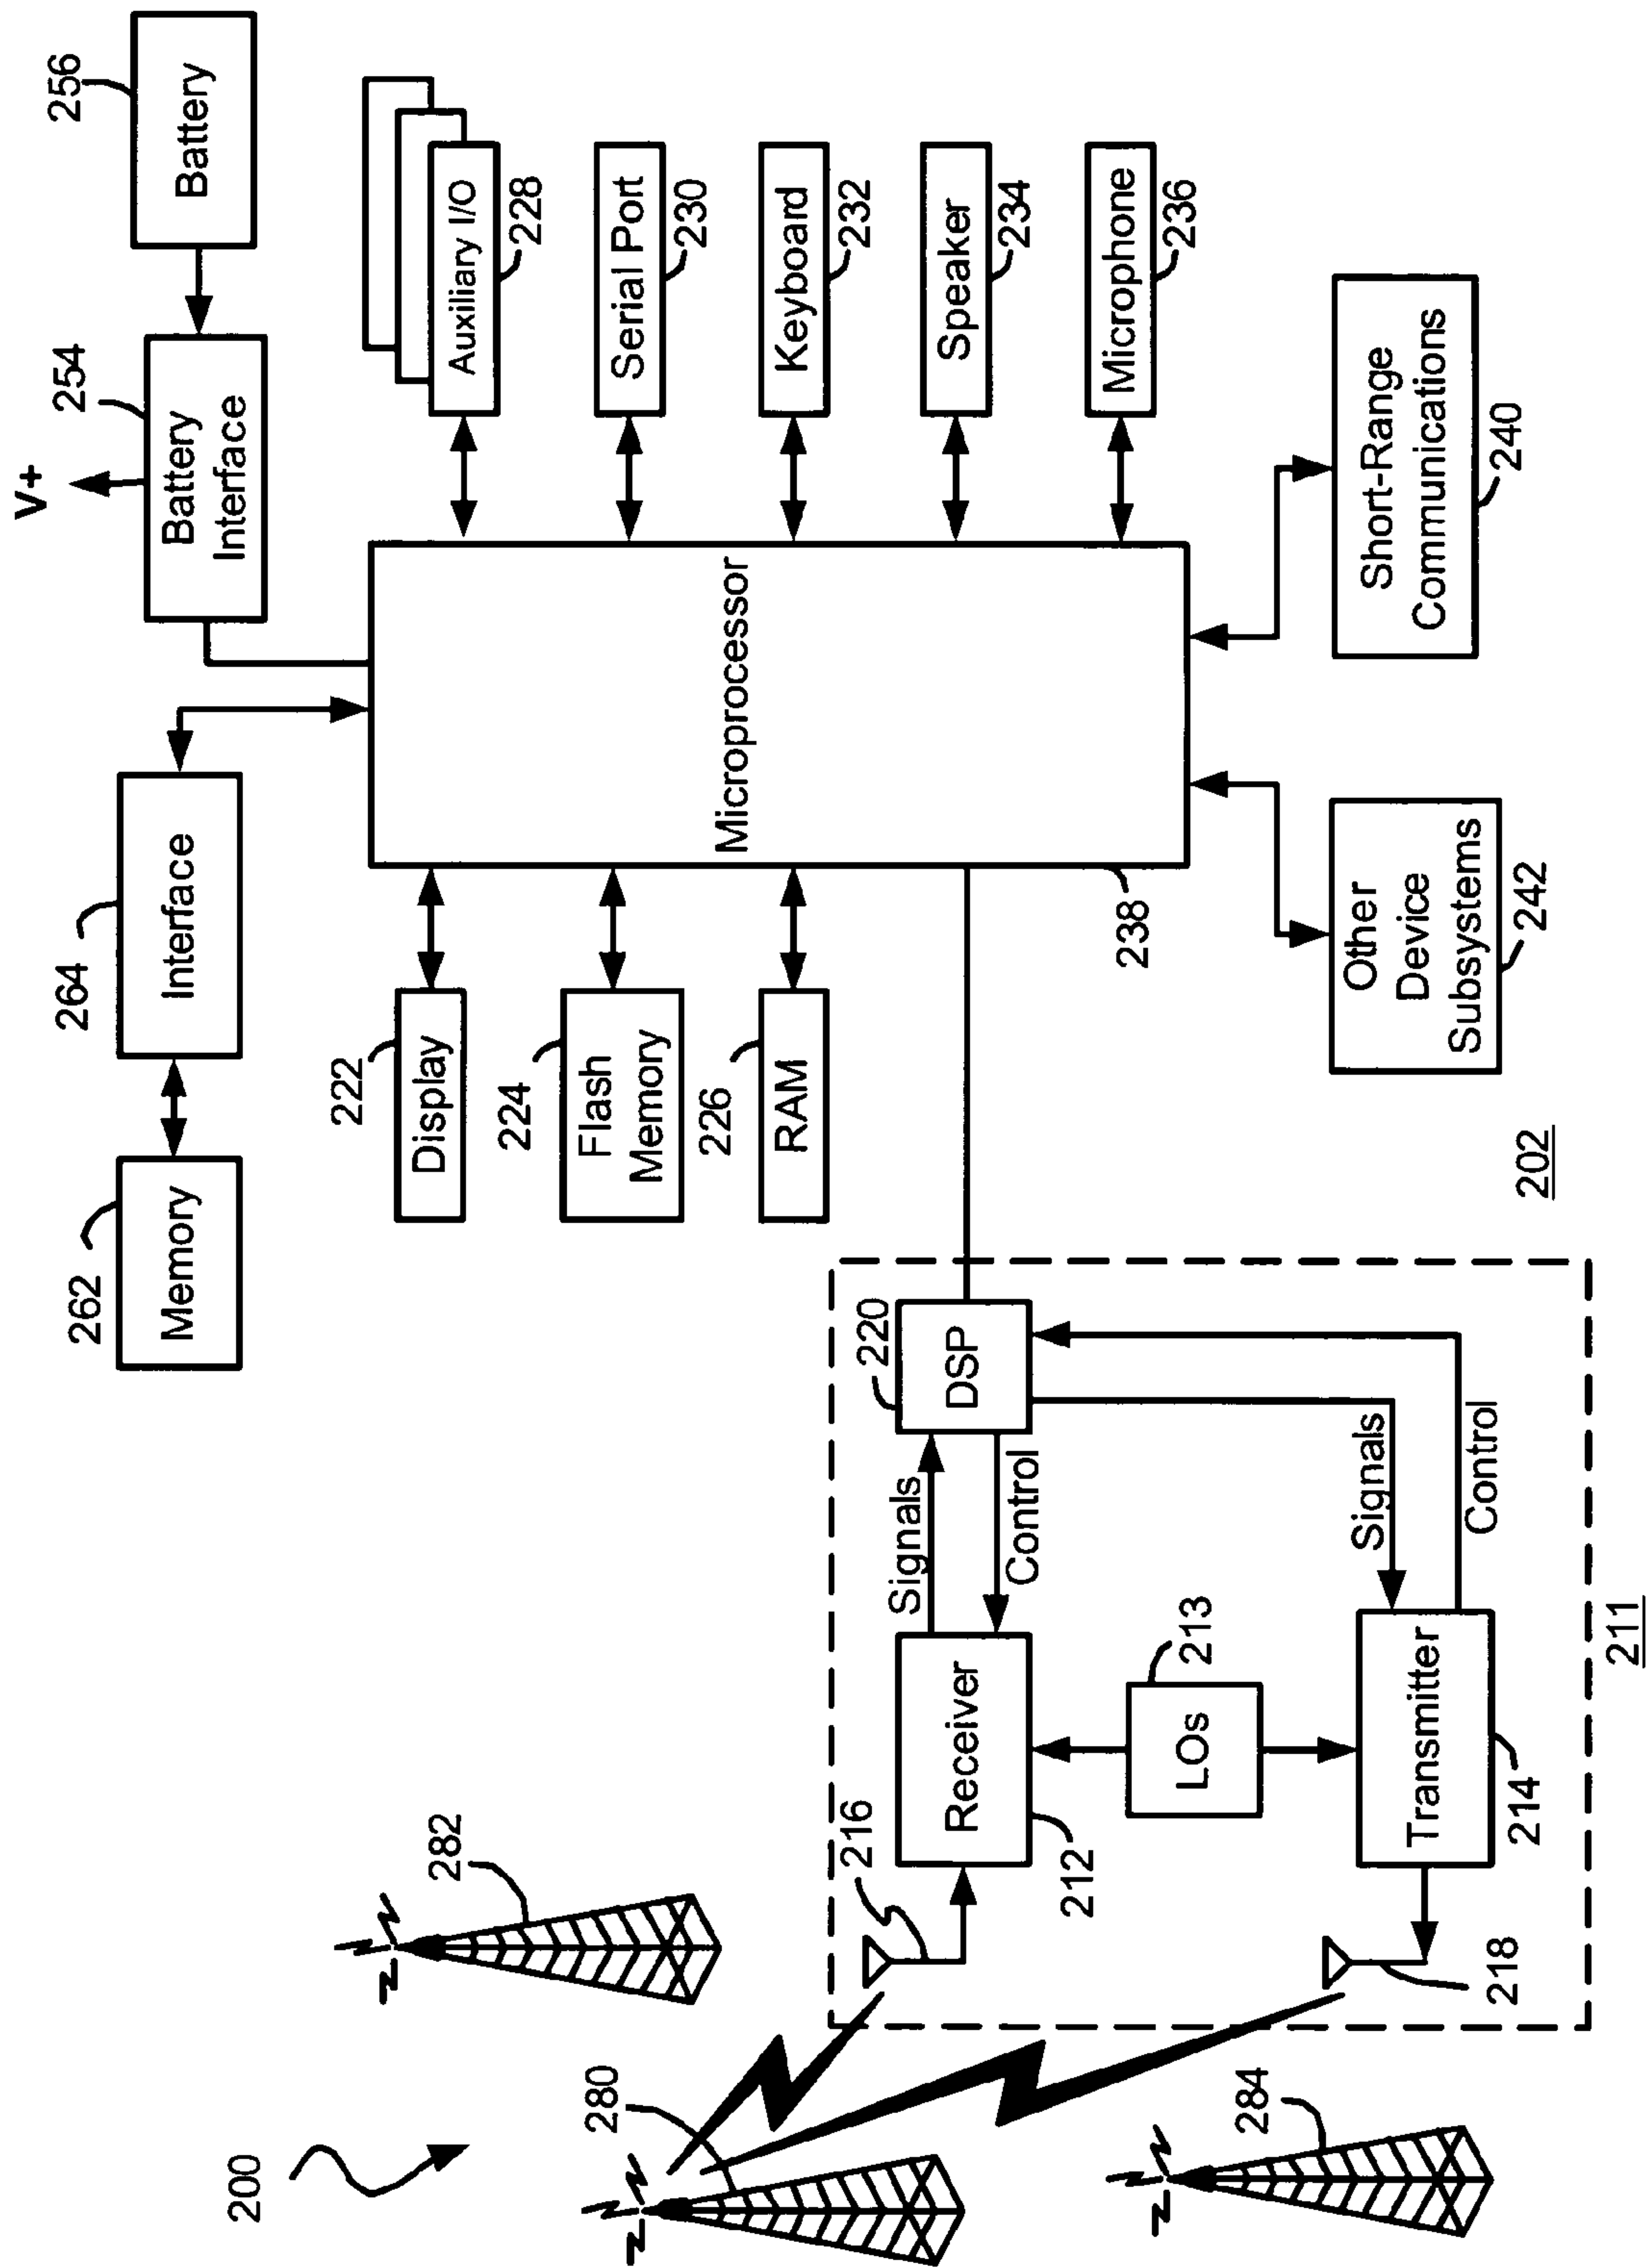 200
262
Memory
264
Interface
V+
254
Battery
Interface
256
Battery
282
280
284
222
Display
224
Flash
Memory
226
RAM
Microprocessor
238
Auxiliary I/O
228
Serial Port
230
Keyboard
232
Speaker
234
Microphone
236
216
Receiver
212
Signals
Control
220
DSP
213
LOs
Signals
Control
Transmitter
214
218
211
202
Other
Device
Subsystems
242
Short-Range
Communications
240